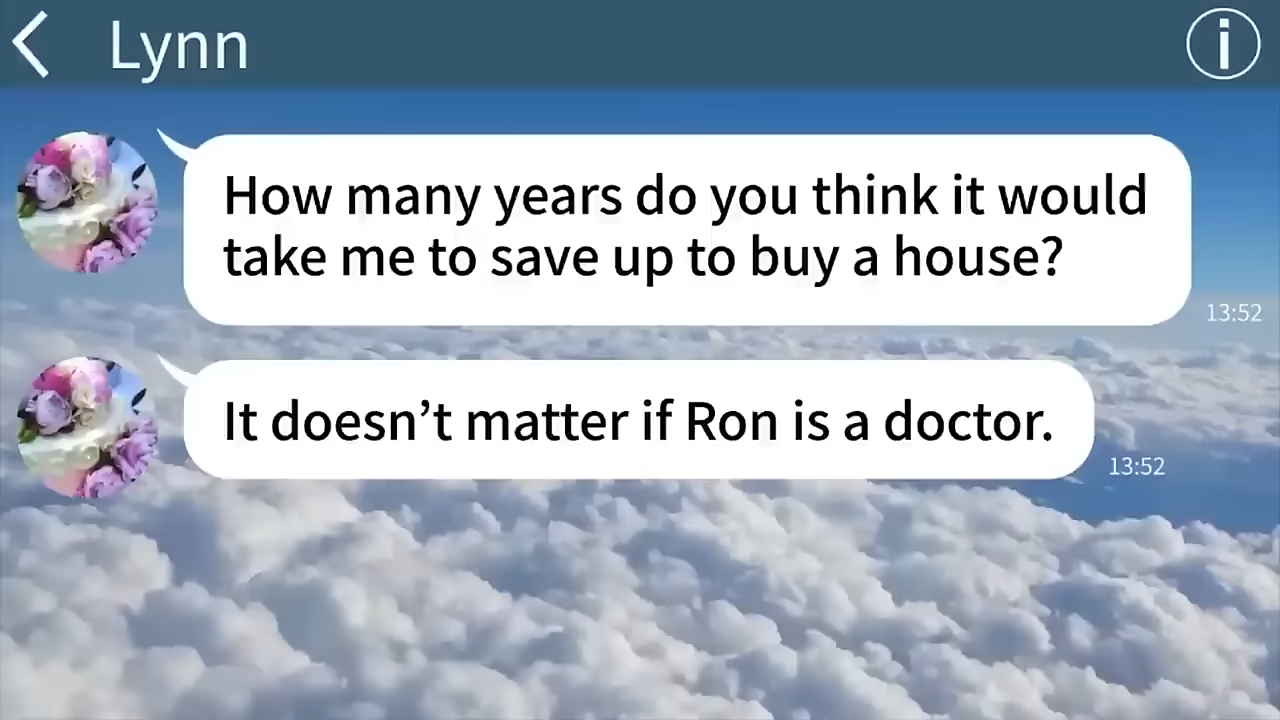 Lynn
How many years do you think it would
take me to save up to buy a house?
13:52
It doesn’t matter if Ron is a doctor.
13:52